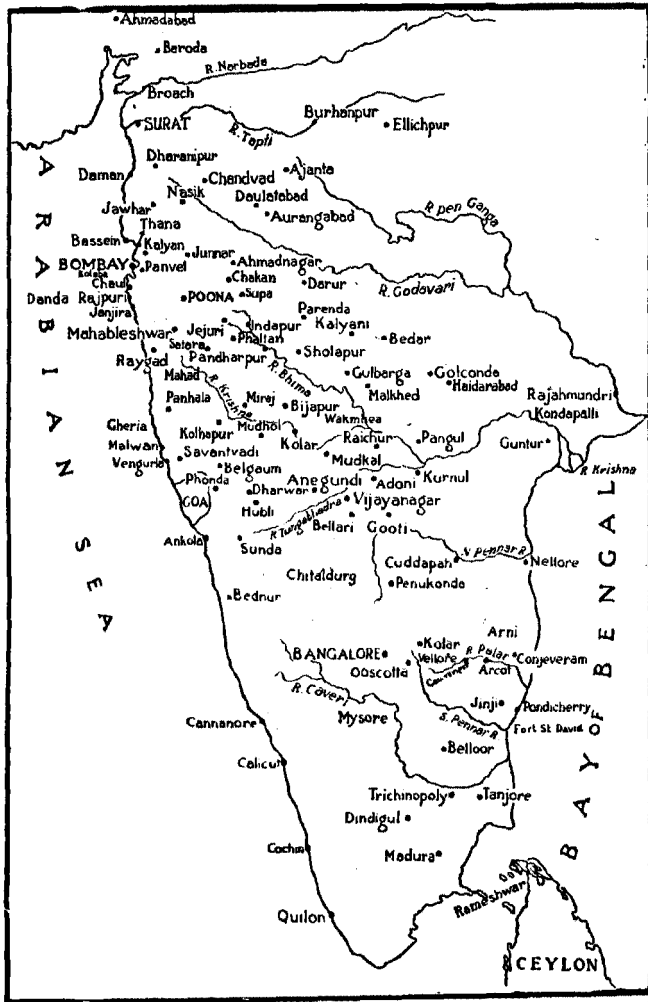 Ahmadabad
Baroda
R. Narbada
Broach
SURAT
R. Tapti
Burhanpur
Ellichpur
Dharanipur
Daman
Chandvad
Ajanta
Nasik
Daulatabad
Jawhar
Aurangabad
R. pen Ganga
Thana
Bassein
Kalyan
Junnar
Ahmadnagar
BOMBAY
Panvel
Kolaba
Chakan
Darur
Chaul
R. Godavari
Danda Rajpuri
POONA
Supa
Janjira
Parenda
Jejuri
Indapur
Kalyani
Mahableshwar
Phaltan
Bedar
Satara
Pandharpur
Sholapur
Raygad
R. Bhima
Mahad
Gulbarga
Golconda
Malkhed
Haidarabad
R. Krishna
Panhala
Miraj
Bijapur
Rajahmundri
Kondapalli
Wakmhea
Gheria
Kolhapur
Mudhol
Kolar
Raichur
Pangul
Guntur
Malwan
Savantvadi
Mudkal
Vengurla
Belgaum
R. Krishna
Phonda
Dharwar
Anegundi
Adoni
Kurnul
GOA
Hubli
Vijayanagar
R. Tungabhadra
Bellari
Gooti
Ankola
Sunda
N. Pennar R
Cuddapah
Nellore
Chitaldurg
Penukonda
Bednur
Arni
Kolar
BANGALORE
Vellore
R Palar
Conjeveram
Ooscotta
Arcot
R. Caveri
Jinji
Pondicherry
Mysore
S. Pennar R
Fort St David
Cannanore
Belloor
Calicut
Trichinopoly
Tanjore
Dindigul
Cochin
Madura
Rameshwar
Quilon
CEYLON
ARABIAN SEA
BAY OF BENGAL